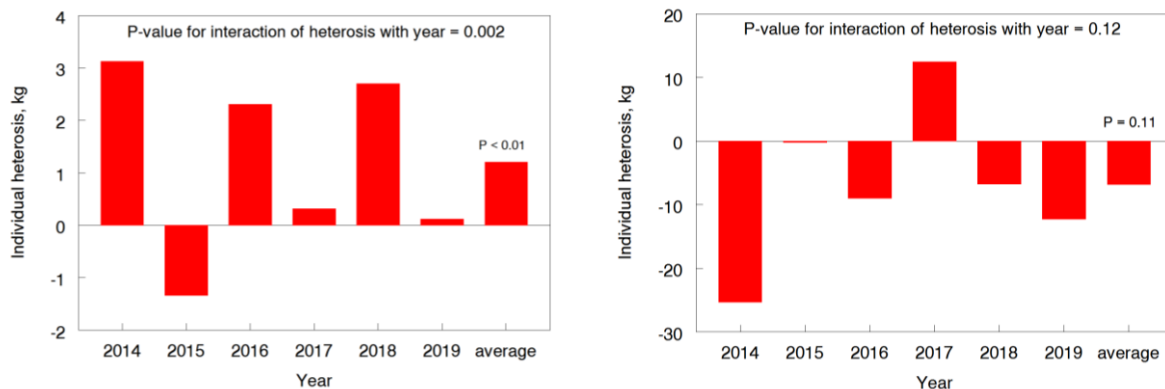 P-value for interaction of heterosis with year = 0.002
Individual heterosis, kg
4
3
2
1
0
-1
-2
P < 0.01
2014 2015 2016 2017 2018 2019 average
Year
P-value for interaction of heterosis with year = 0.12
Individual heterosis, kg
20
10
0
-10
-20
-30
P = 0.11
2014 2015 2016 2017 2018 2019 average
Year